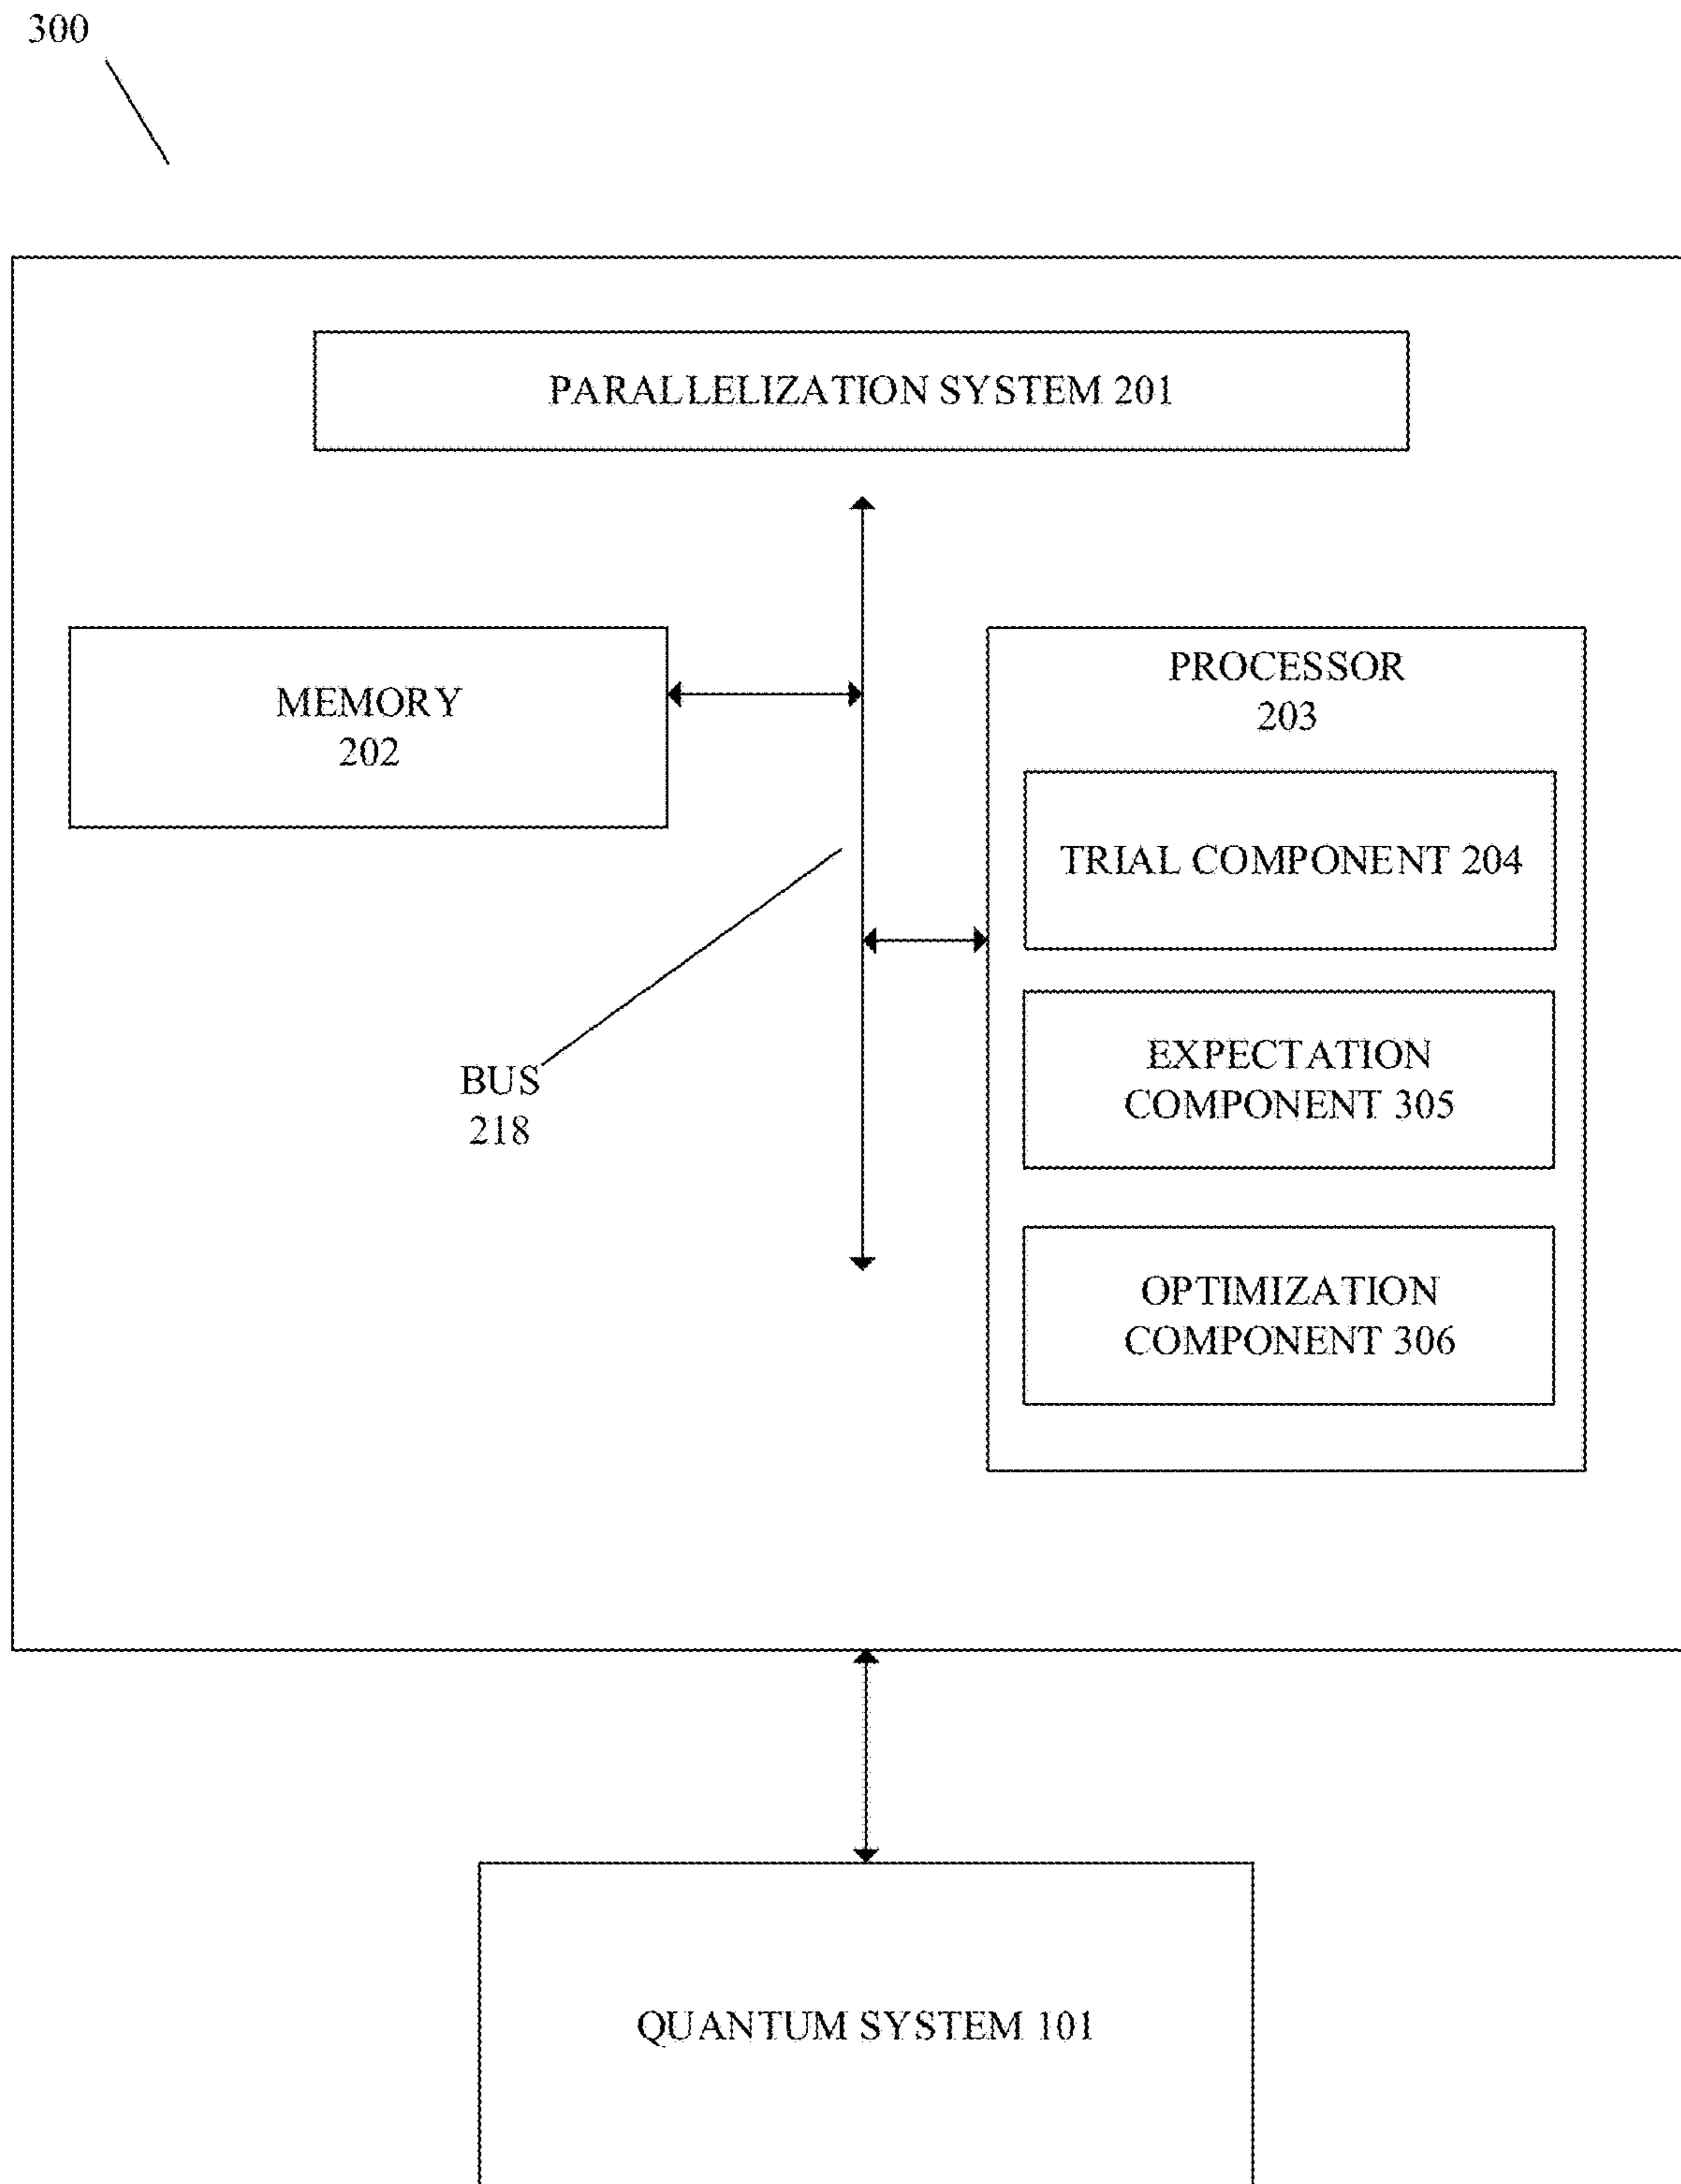 300
PARALLELIZATION SYSTEM 201
MEMORY
202
PROCESSOR
203
TRIAL COMPONENT 204
EXPECTATION
COMPONENT 305
BUS
218
OPTIMIZATION
COMPONENT 306
QUANTUM SYSTEM 101